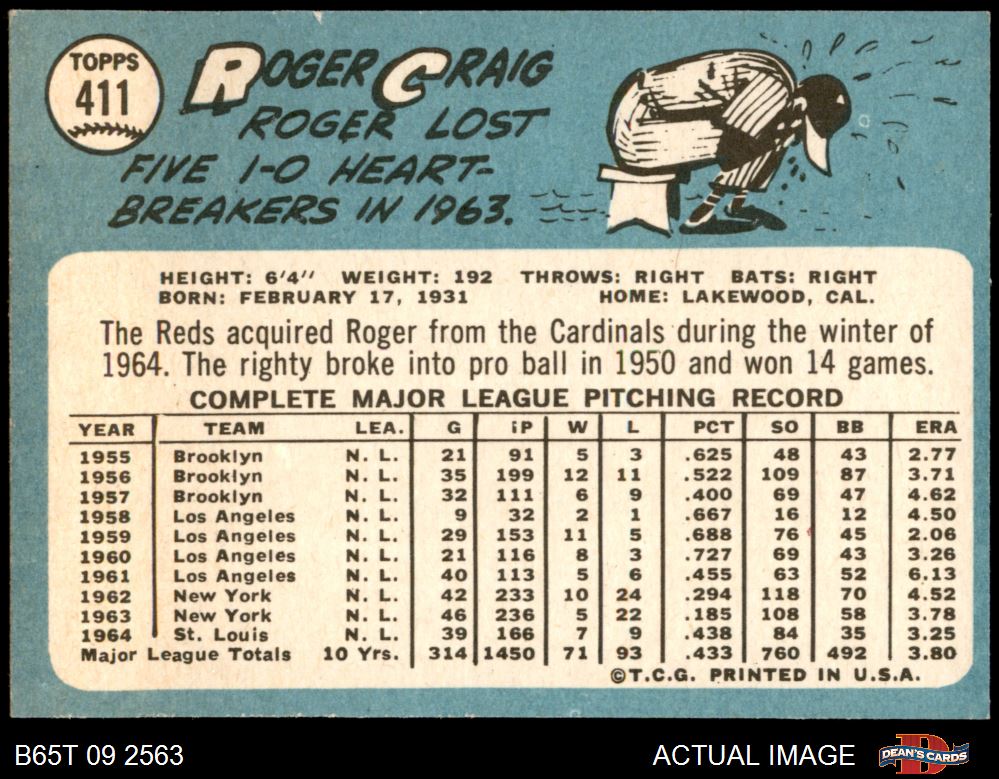 TOPPS
411
ROGER CRAIG
ROGER LOST
FIVE 1-0 HEART-
BREAKERS IN 1963.
HEIGHT: 6'4" WEIGHT: 192 THROWS: RIGHT BATS: RIGHT
BORN: FEBRUARY 17, 1931 HOME: LAKEWOOD, CAL.
The Reds acquired Roger from the Cardinals during the winter of
1964. The righty broke into pro ball in 1950 and won 14 games.
COMPLETE MAJOR LEAGUE PITCHING RECORD
YEAR TEAM LEA. G IP W L PCT SO BB ERA
1955 Brooklyn N. L. 21 91 5 3 .625 48 43 2.77
1956 Brooklyn N. L. 35 199 12 11 .522 109 87 3.71
1957 Brooklyn N. L. 32 111 6 9 .400 69 47 4.62
1958 Los Angeles N. L. 9 32 2 1 .667 16 12 4.50
1959 Los Angeles N. L. 29 153 11 5 .688 76 45 2.06
1960 Los Angeles N. L. 21 116 8 3 .727 69 43 3.26
1961 Los Angeles N. L. 40 113 5 6 .455 63 52 6.13
1962 New York N. L. 42 233 10 24 .294 118 70 4.52
1963 New York N. L. 46 236 5 22 .185 108 58 3.78
1964 St. Louis N. L. 39 166 7 9 .438 84 35 3.25
Major League Totals 10 Yrs. 314 1450 71 93 .433 760 492 3.80
©T.C.G. PRINTED IN U.S.A.
B65T 09 2563 ACTUAL IMAGE DEAN'S CARDS